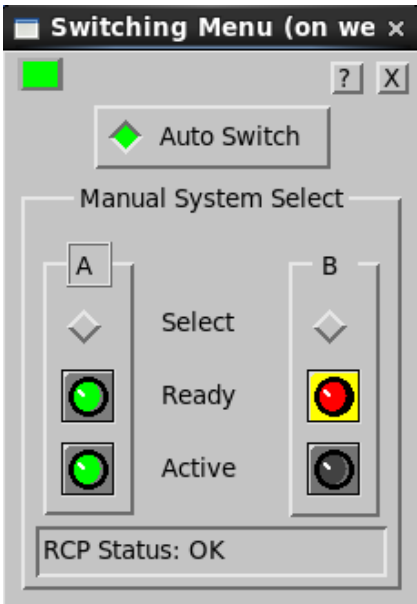 Switching Menu (on we ×
? X
Auto Switch
Manual System Select
A B
Select
Ready
Active
RCP Status: OK